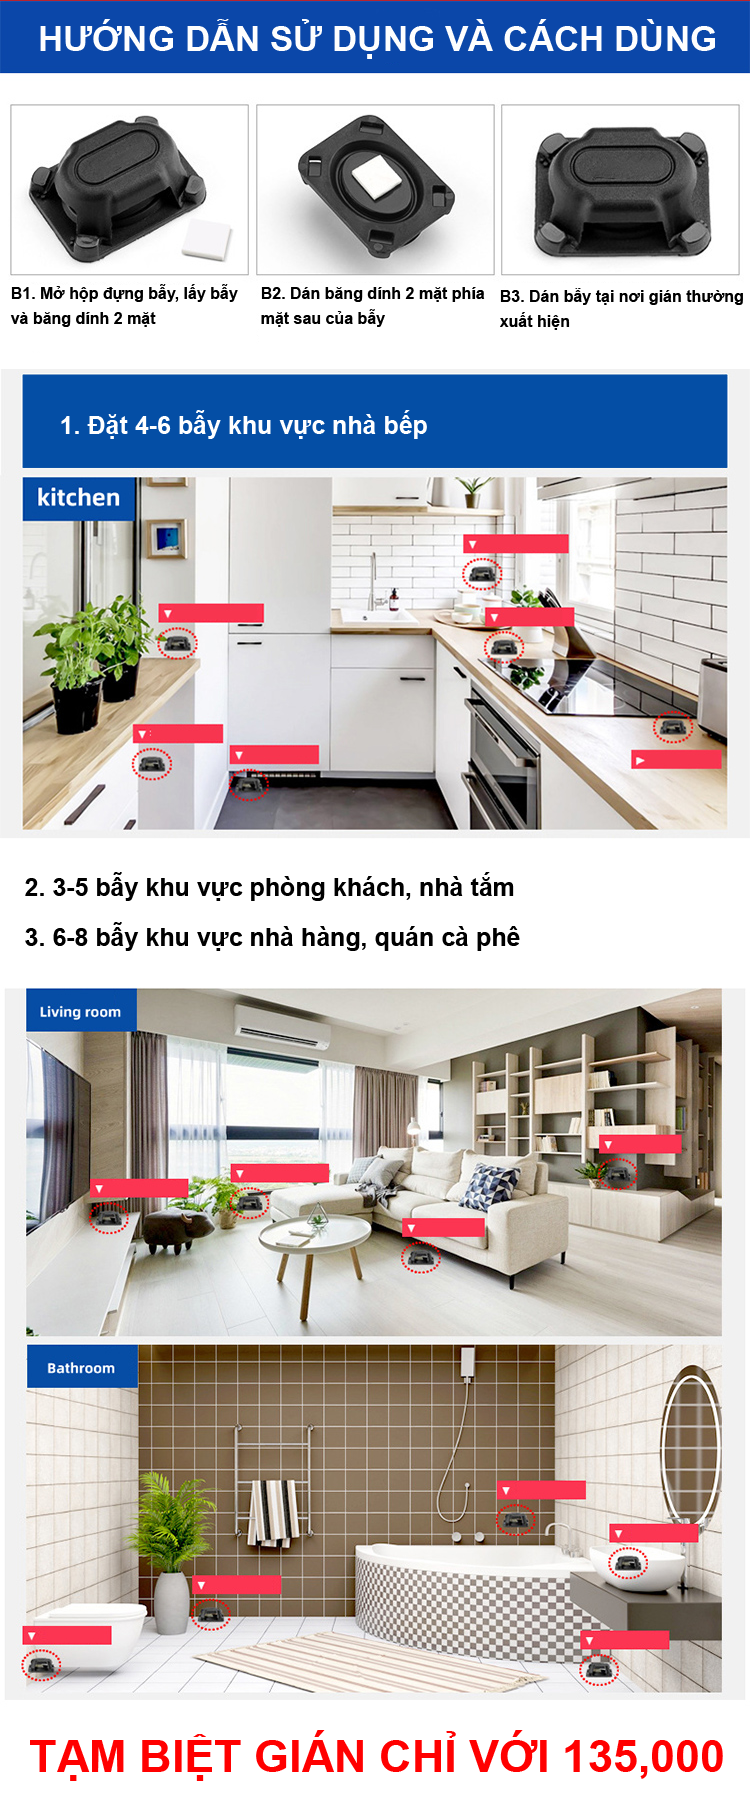 HƯỚNG DẪN SỬ DỤNG VÀ CÁCH DÙNG
B1. Mở hộp đựng bẫy, lấy bẫy
và băng dính 2 mặt
B2. Dán băng dính 2 mặt phía
mặt sau của bẫy
B3. Dán bẫy tại nơi gián thường
xuất hiện
1. Đặt 4-6 bẫy khu vực nhà bếp
kitchen
2. 3-5 bẫy khu vực phòng khách, nhà tắm
3. 6-8 bẫy khu vực nhà hàng, quán cà phê
Living room
Bathroom
TẠM BIỆT GIÁN CHỈ VỚI 135,000